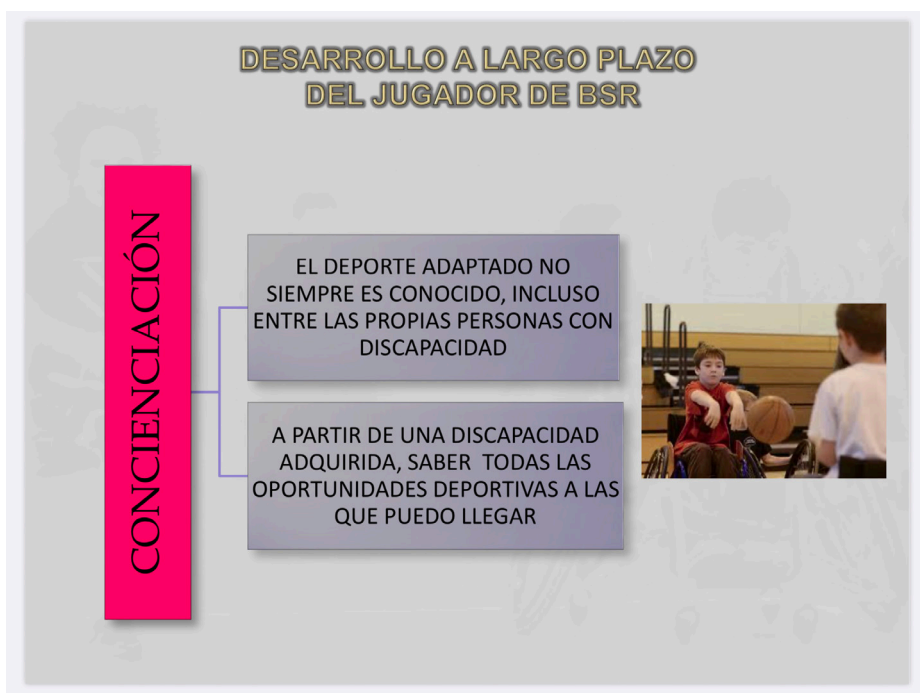 DESARROLLO A LARGO PLAZO
DEL JUGADOR DE BSR
CONCIENCIACIÓN
EL DEPORTE ADAPTADO NO
SIEMPRE ES CONOCIDO, INCLUSO
ENTRE LAS PROPIAS PERSONAS CON
DISCAPACIDAD
A PARTIR DE UNA DISCAPACIDAD
ADQUIRIDA, SABER TODAS LAS
OPORTUNIDADES DEPORTIVAS A LAS
QUE PUEDO LLEGAR